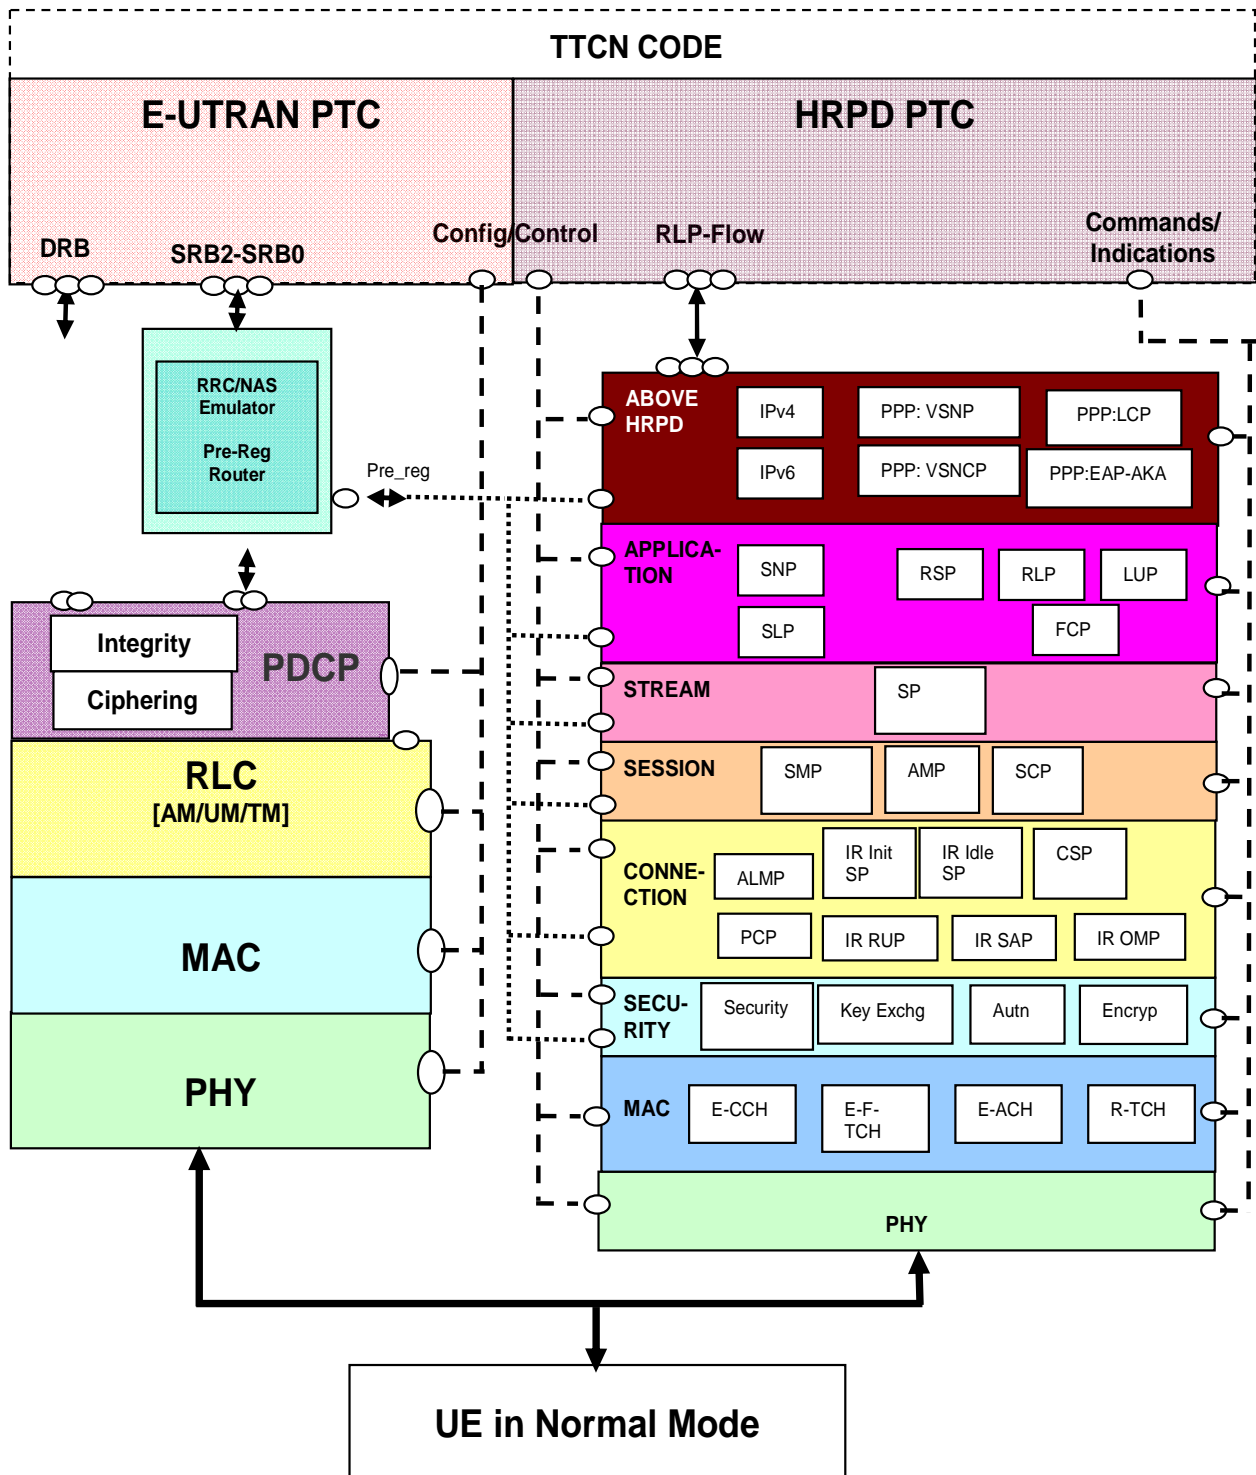 TTCN CODE
E-UTRAN PTC
HRPD PTC
DRB
SRB2-SRB0
Config/Control
RLP-Flow
Commands/
Indications
RRC/NAS
Emulator
Pre-Reg
Router
Pre_reg
Integrity
Ciphering
PDCP
RLC
[AM/UM/TM]
MAC
PHY
ABOVE
HRPD
IPv4
PPP: VSNP
PPP:LCP
IPv6
PPP: VSNCP
PPP:EAP-AKA
APPLICA-
TION
SNP
RSP
RLP
LUP
SLP
FCP
STREAM
SP
SESSION
SMP
AMP
SCP
CONNE-
CTION
ALMP
IR Init
SP
IR Idle
SP
CSP
PCP
IR RUP
IR SAP
IR OMP
SECU-
RITY
Security
Key Exchg
Autn
Encryp
MAC
E-CCH
E-F-
TCH
E-ACH
R-TCH
PHY
UE in Normal Mode